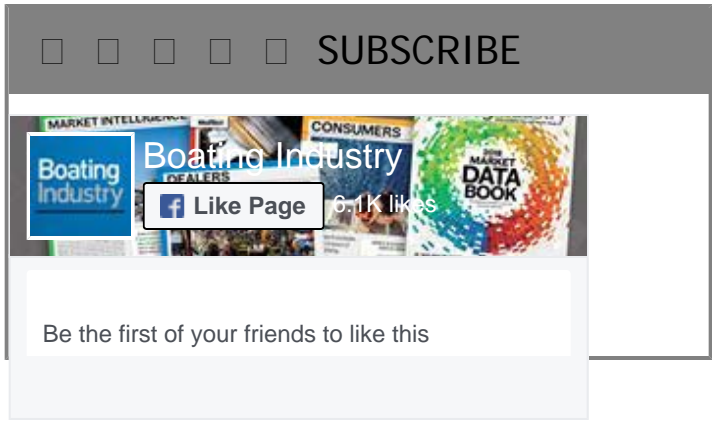 □ □ □ □ □ SUBSCRIBE
MARKET INTELLIGENCE
CONSUMERS
DEALERS
2018
MARKET
DATA
BOOK
Boating
Industry
Boating Industry
Like Page
6.1K likes
Be the first of your friends to like this